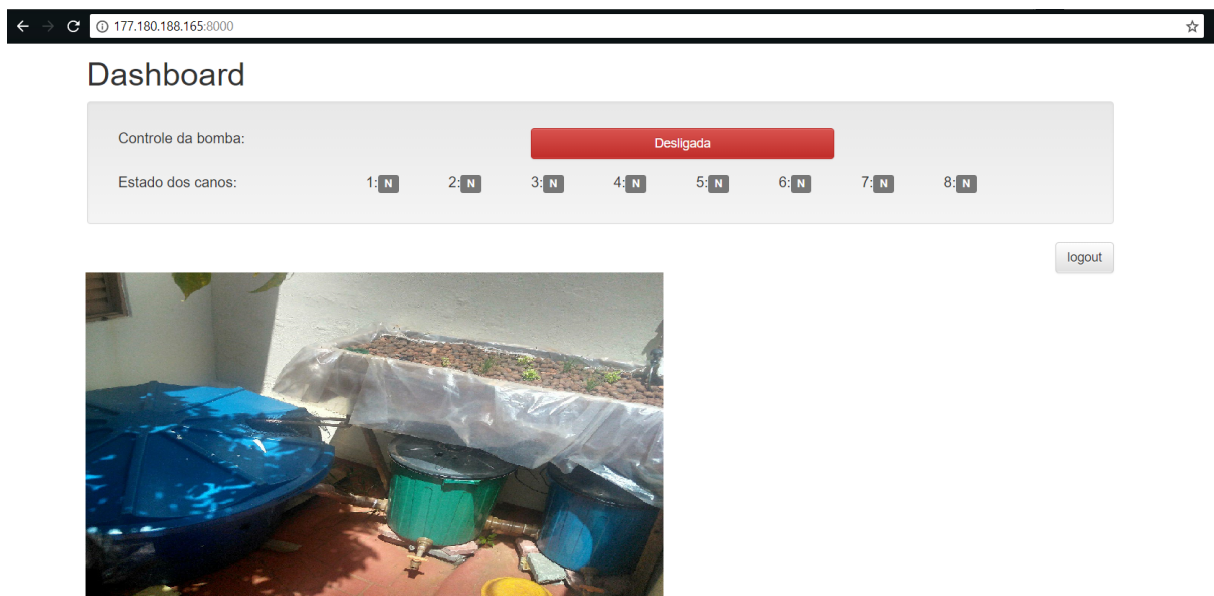 177.180.188.165:8000
Dashboard
Controle da bomba: Desligada
Estado dos canos: 1: N 2: N 3: N 4: N 5: N 6: N 7: N 8: N
logout